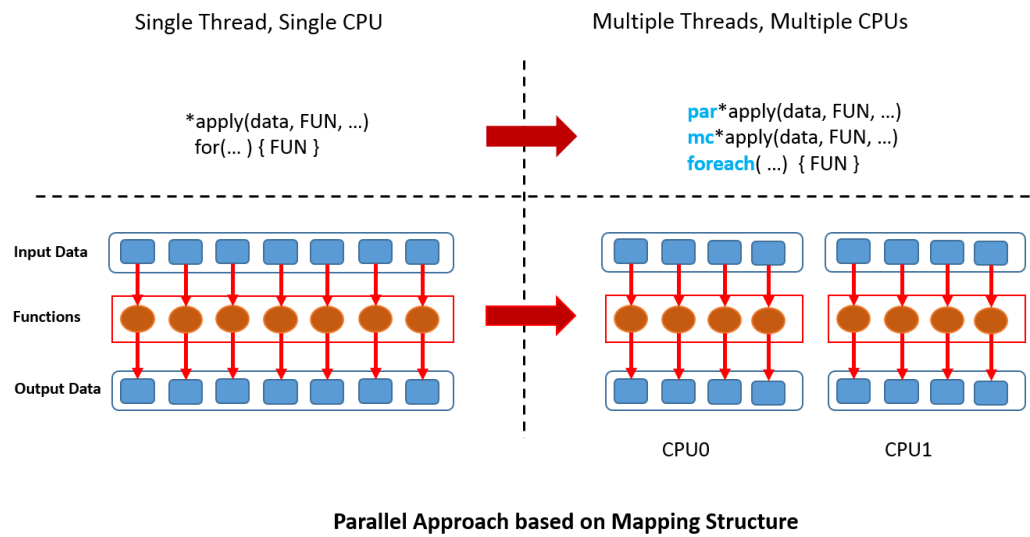 Single Thread, Single CPU
Multiple Threads, Multiple CPUs
*apply(data, FUN, …)
for(… ) { FUN }
par*apply(data, FUN, …)
mc*apply(data, FUN, …)
foreach( …) { FUN }
Input Data
Functions
Output Data
CPU0
CPU1
Parallel Approach based on Mapping Structure